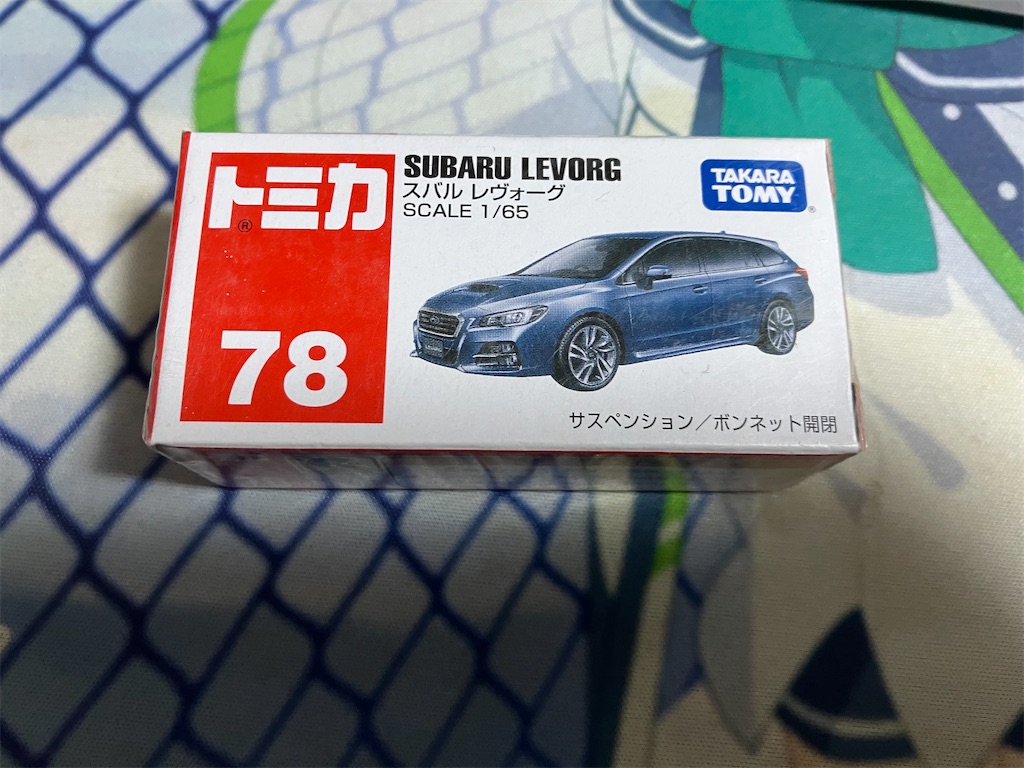 トミカ
®
78
SUBARU LEVORG
スバル レヴォーグ
SCALE 1/65
TAKARA
TOMY
®
サスペンション/ボンネット開閉